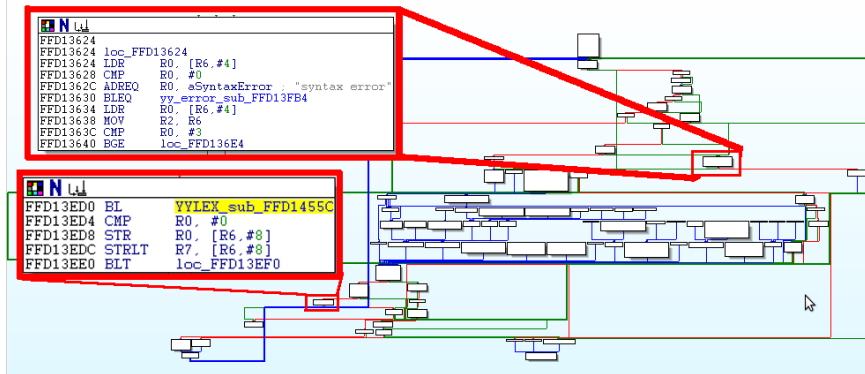 N
FFD13624
FFD13624 loc_FFD13624
FFD13624 LDR R0, [R6,#4]
FFD13628 CMP R0, #0
FFD1362C ADREQ R0, aSyntaxError ; "syntax error"
FFD13630 BLEQ yy_error_sub_FFD13FB4
FFD13634 LDR R0, [R6,#4]
FFD13638 MOV R2, R6
FFD1363C CMP R0, #3
FFD13640 BGE loc_FFD136E4
N
FFD13ED0 BL YYLEX_sub_FFD1455C
FFD13ED4 CMP R0, #0
FFD13ED8 STR R0, [R6,#8]
FFD13EDC STRLT R7, [R6,#8]
FFD13EE0 BLT loc_FFD13EF0